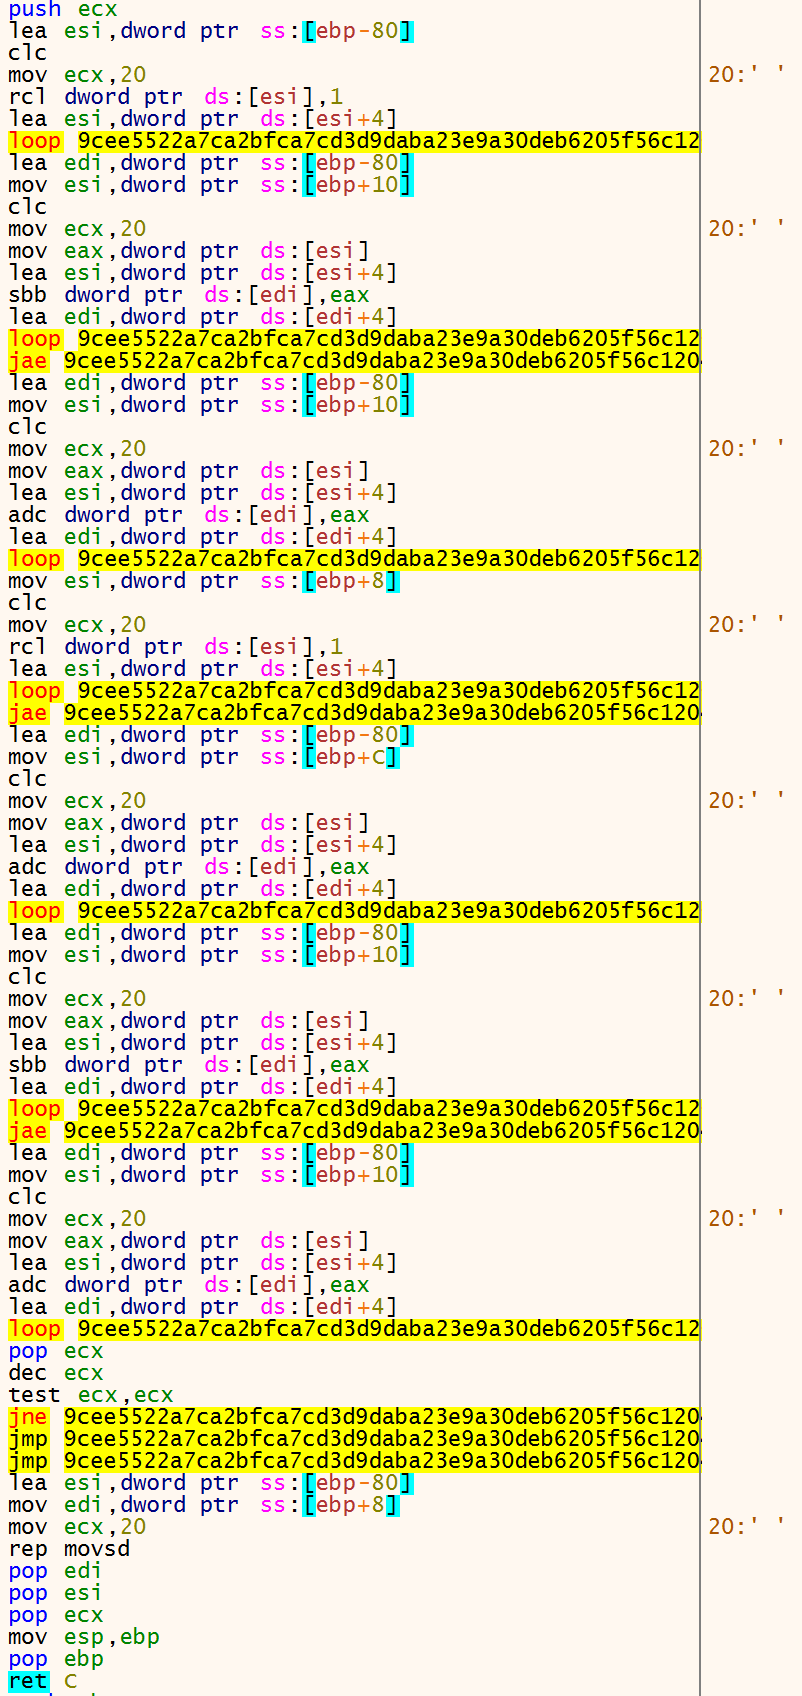 push ecx
lea esi,dword ptr ss:[ebp-80]
clc
mov ecx,20 20:' '
rcl dword ptr ds:[esi],1
lea esi,dword ptr ds:[esi+4]
loop 9cee5522a7ca2bfca7cd3d9daba23e9a30deb6205f56c12
lea edi,dword ptr ss:[ebp-80]
mov esi,dword ptr ss:[ebp+10]
clc
mov ecx,20 20:' '
mov eax,dword ptr ds:[esi]
lea esi,dword ptr ds:[esi+4]
sbb dword ptr ds:[edi],eax
lea edi,dword ptr ds:[edi+4]
loop 9cee5522a7ca2bfca7cd3d9daba23e9a30deb6205f56c12
jae 9cee5522a7ca2bfca7cd3d9daba23e9a30deb6205f56c120
lea edi,dword ptr ss:[ebp-80]
mov esi,dword ptr ss:[ebp+10]
clc
mov ecx,20 20:' '
mov eax,dword ptr ds:[esi]
lea esi,dword ptr ds:[esi+4]
adc dword ptr ds:[edi],eax
lea edi,dword ptr ds:[edi+4]
loop 9cee5522a7ca2bfca7cd3d9daba23e9a30deb6205f56c12
mov esi,dword ptr ss:[ebp+8]
clc
mov ecx,20 20:' '
rcl dword ptr ds:[esi],1
lea esi,dword ptr ds:[esi+4]
loop 9cee5522a7ca2bfca7cd3d9daba23e9a30deb6205f56c12
jae 9cee5522a7ca2bfca7cd3d9daba23e9a30deb6205f56c120
lea edi,dword ptr ss:[ebp-80]
mov esi,dword ptr ss:[ebp+C]
clc
mov ecx,20 20:' '
mov eax,dword ptr ds:[esi]
lea esi,dword ptr ds:[esi+4]
adc dword ptr ds:[edi],eax
lea edi,dword ptr ds:[edi+4]
loop 9cee5522a7ca2bfca7cd3d9daba23e9a30deb6205f56c12
lea edi,dword ptr ss:[ebp-80]
mov esi,dword ptr ss:[ebp+10]
clc
mov ecx,20 20:' '
mov eax,dword ptr ds:[esi]
lea esi,dword ptr ds:[esi+4]
sbb dword ptr ds:[edi],eax
lea edi,dword ptr ds:[edi+4]
loop 9cee5522a7ca2bfca7cd3d9daba23e9a30deb6205f56c12
jae 9cee5522a7ca2bfca7cd3d9daba23e9a30deb6205f56c120
lea edi,dword ptr ss:[ebp-80]
mov esi,dword ptr ss:[ebp+10]
clc
mov ecx,20 20:' '
mov eax,dword ptr ds:[esi]
lea esi,dword ptr ds:[esi+4]
adc dword ptr ds:[edi],eax
lea edi,dword ptr ds:[edi+4]
loop 9cee5522a7ca2bfca7cd3d9daba23e9a30deb6205f56c12
pop ecx
dec ecx
test ecx,ecx
jne 9cee5522a7ca2bfca7cd3d9daba23e9a30deb6205f56c120
jmp 9cee5522a7ca2bfca7cd3d9daba23e9a30deb6205f56c120
jmp 9cee5522a7ca2bfca7cd3d9daba23e9a30deb6205f56c120
lea esi,dword ptr ss:[ebp-80]
mov edi,dword ptr ss:[ebp+8]
mov ecx,20 20:' '
rep movsd
pop edi
pop esi
pop ecx
mov esp,ebp
pop ebp
ret C